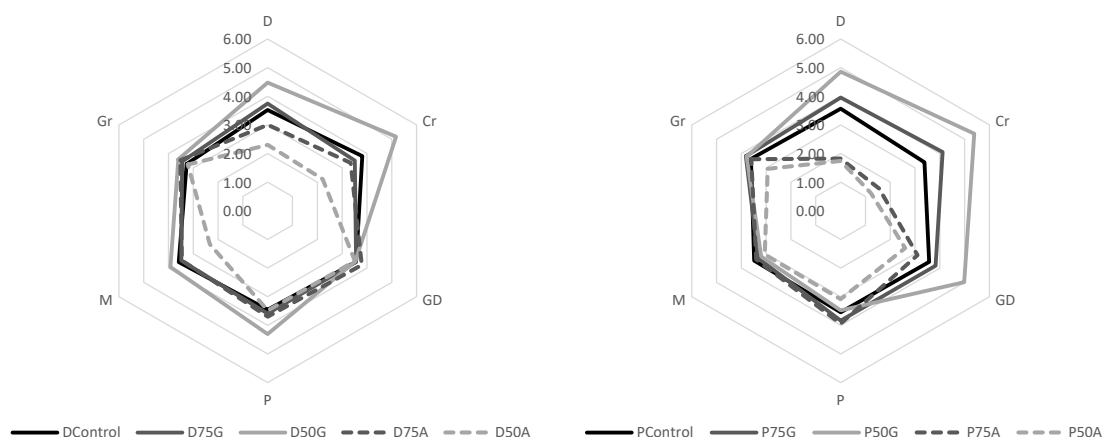 D
6.00
5.00
4.00
3.00
2.00
1.00
0.00
Cr
GD
P
M
Gr
DControl D75G D50G D75A D50A
D
6.00
5.00
4.00
3.00
2.00
1.00
0.00
Cr
GD
P
M
Gr
PControl P75G P50G P75A P50A